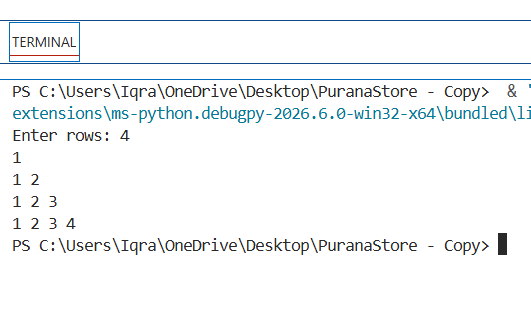 TERMINAL
PS C:\Users\Iqra\OneDrive\Desktop\PuranaStore - Copy>  & '
extensions\ms-python.debugpy-2026.6.0-win32-x64\bundled\li
Enter rows: 4
1
1 2
1 2 3
1 2 3 4
PS C:\Users\Iqra\OneDrive\Desktop\PuranaStore - Copy>